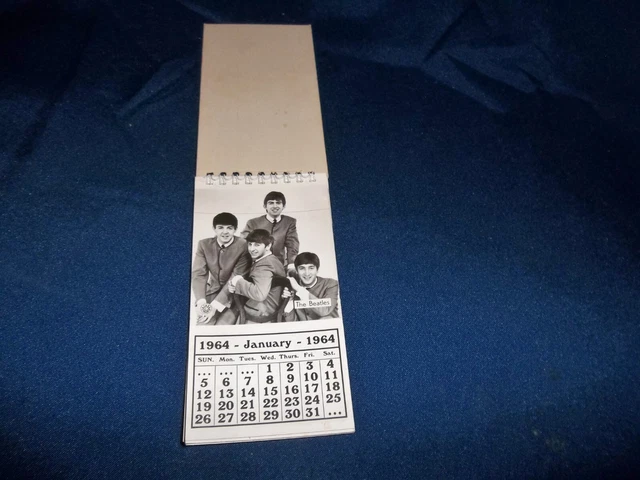 The Beatles
1964 - January - 1964
SUN. Mon. Tues. Wed. Thurs. Fri. Sat.
... ... ... 1 2 3 4
5 6 7 8 9 10 11
12 13 14 15 16 17 18
19 20 21 22 23 24 25
26 27 28 29 30 31 ...